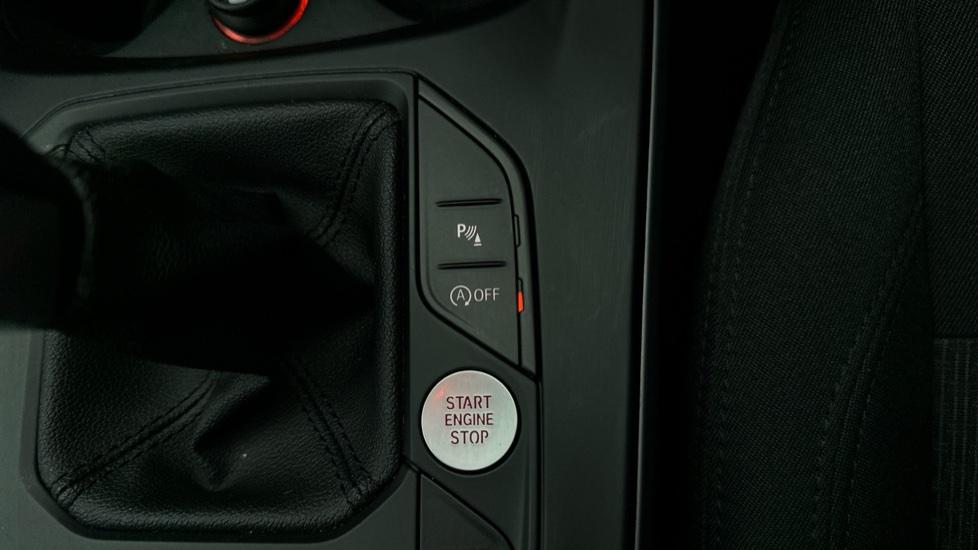 P
A OFF
START
ENGINE
STOP